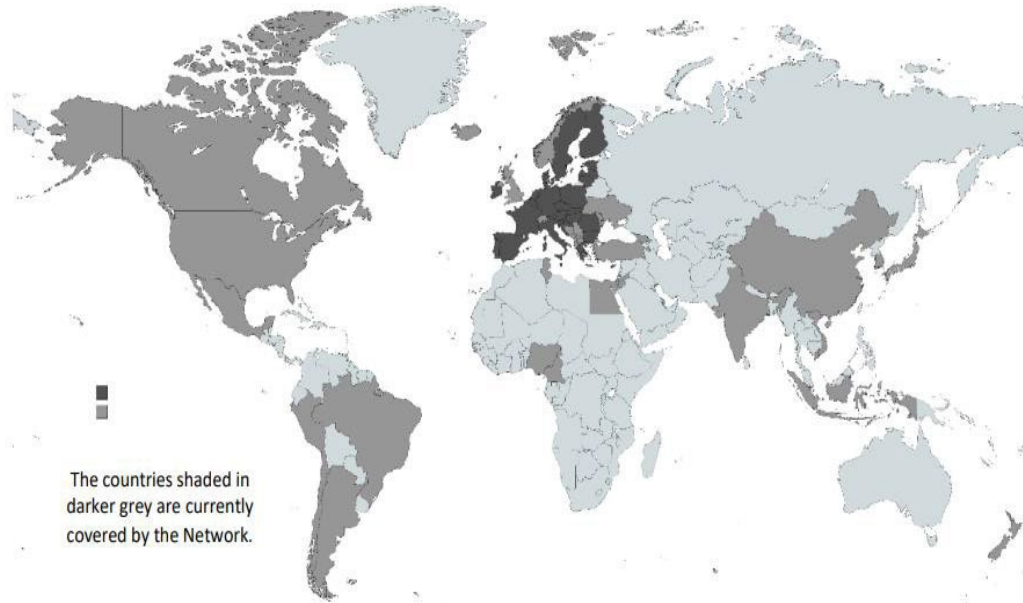 The countries shaded in
darker grey are currently
covered by the Network.